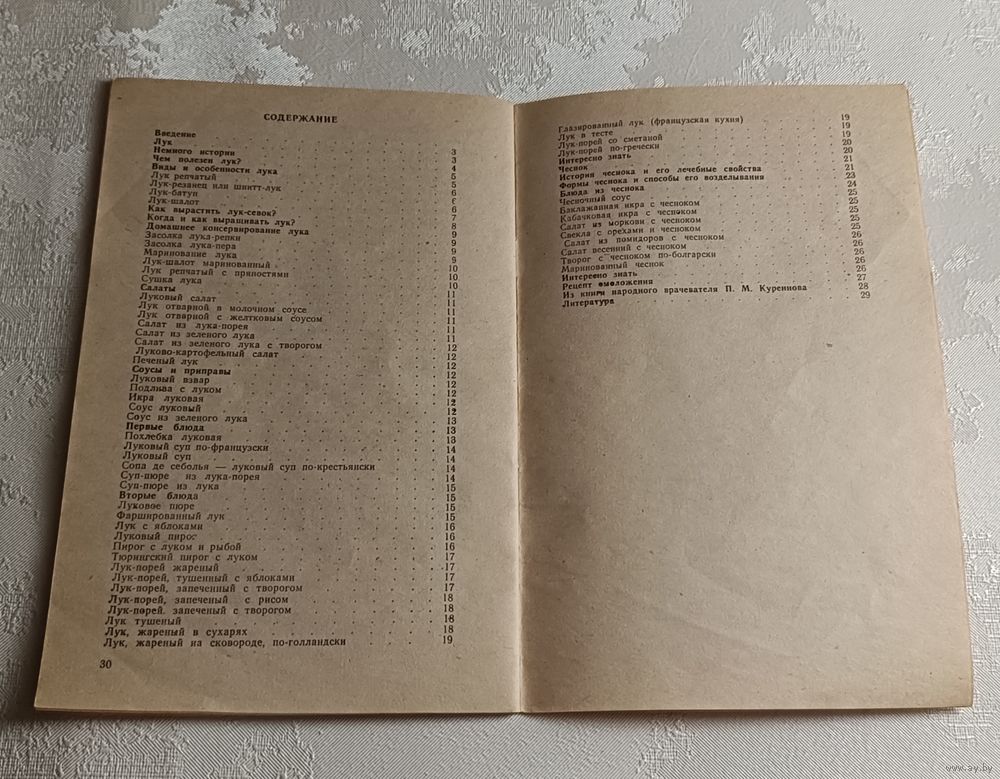 СОДЕРЖАНИЕ
Введение
Лук 3
Немного истории 3
Чем полезен лук? 4
Виды и особенности лука 5
Лук репчатый 5
Лук-резанец или шнитт-лук 6
Лук-батун 6
Лук-шалот 6
Как вырастить лук-севок? 7
Когда и как выращивать лук? 8
Домашнее консервирование лука 9
Засолка лука-репки 9
Засолка лука-пера 9
Маринование лука 9
Лук-шалот маринованный 10
Лук репчатый с пряностями 10
Сушка лука 10
Салаты 11
Луковый салат 11
Лук отварной в молочном соусе 11
Лук отварной с желтковым соусом 11
Салат из лука-порея 11
Салат из зеленого лука 11
Салат из зеленого лука с творогом 12
Луково-картофельный салат 12
Печеный лук 12
Соусы и приправы 12
Луковый взвар 12
Подлива с луком 12
Икра луковая 12
Соус луковый 12
Соус из зеленого лука 13
Первые блюда 13
Похлебка луковая 13
Луковый суп по-французски 14
Луковый суп 14
Сопа де себолья — луковый суп по-крестьянски 14
Суп-пюре из лука-порея 14
Суп-пюре из лука 15
Вторые блюда 15
Луковое пюре 15
Фаршированный лук 15
Лук с яблоками 16
Луковый пирог 16
Пирог с луком и рыбой 16
Тюрингский пирог с луком 17
Лук-порей жареный 17
Лук-порей, тушенный с яблоками 17
Лук-порей, запеченный с творогом 17
Лук-порей, запеченый с рисом 18
Лук-порей. запеченый с творогом 18
Лук тушеный 18
Лук, жареный в сухарях 18
Лук, жареный на сковороде, по-голландски 19
30
Глазированный лук (французская кухня) 19
Лук в тесте 19
Лук-порей со сметаной 19
Лук-порей по-гречески 20
Интересно знать 20
Чеснок 21
История чеснока и его лечебные свойства 21
Формы чеснока и способы его возделывания 23
Блюда из чеснока 24
Чесночный соус 25
Баклажанная икра с чесноком 25
Кабачковая икра с чесноком 25
Салат из моркови с чесноком 25
Свекла с орехами и чесноком 25
Салат из помидоров с чесноком 26
Салат весенний с чесноком 26
Творог с чесноком по-болгарски 26
Маринованный чеснок 26
Интересно знать 26
Рецепт омоложения 27
Из книги народного врачевателя П. М. Куреннова 28
Литература 29
www.ay.by